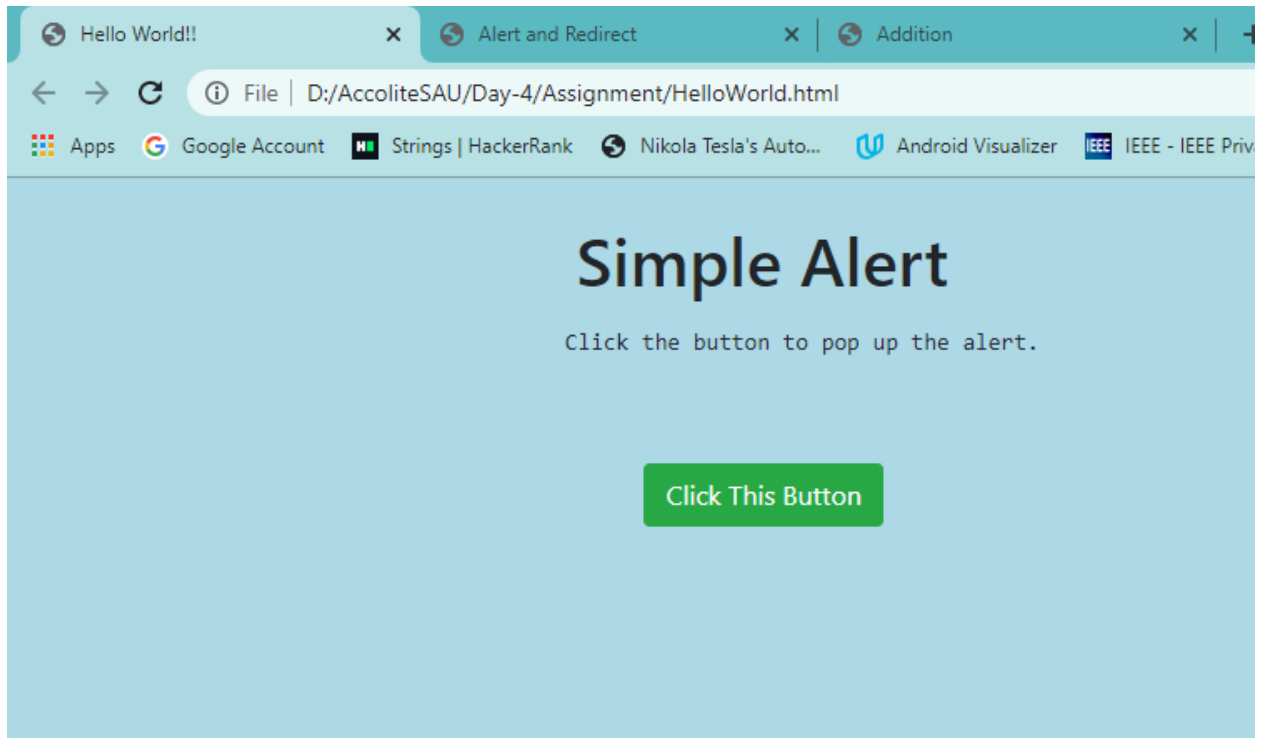 Hello World!! Alert and Redirect Addition
File D:/AccoliteSAU/Day-4/Assignment/HelloWorld.html
Apps Google Account Strings | HackerRank Nikola Tesla's Auto... Android Visualizer IEEE IEEE - IEEE Priv
Simple Alert
Click the button to pop up the alert.
Click This Button